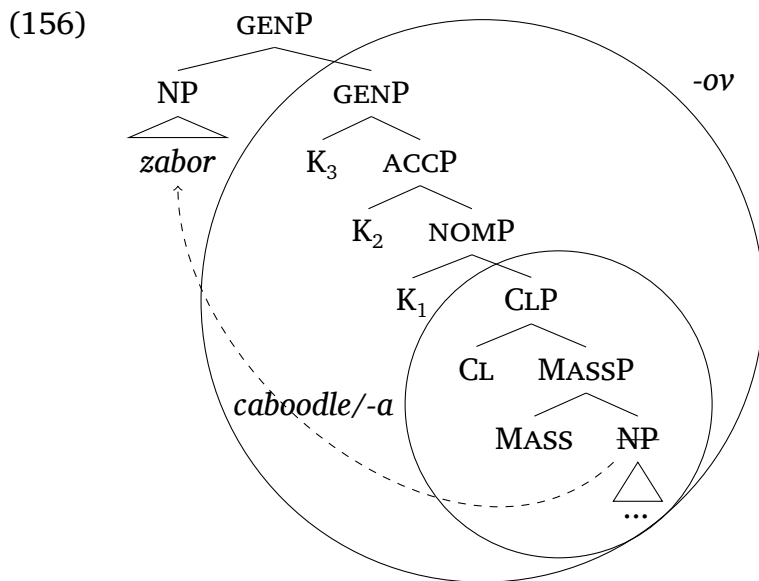 (156) GENP
NP GENP -ov
zabor K3 ACCP
K2 NOMP
K1 CLP
CL MASSP
caboodle/-a
MASS NP
...